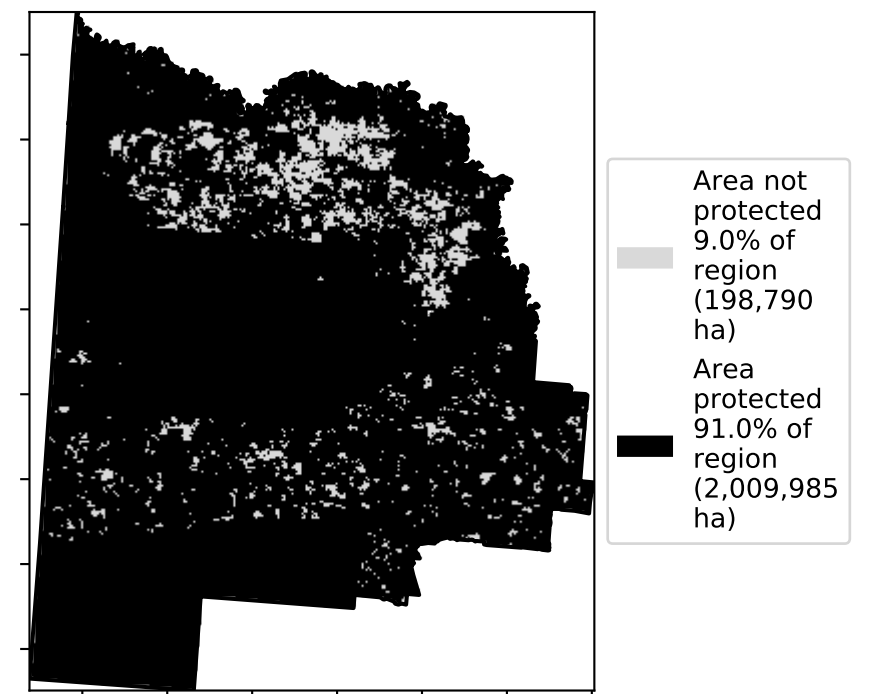 Area not
protected
9.0% of
region
(198,790
ha)
Area
protected
91.0% of
region
(2,009,985
ha)